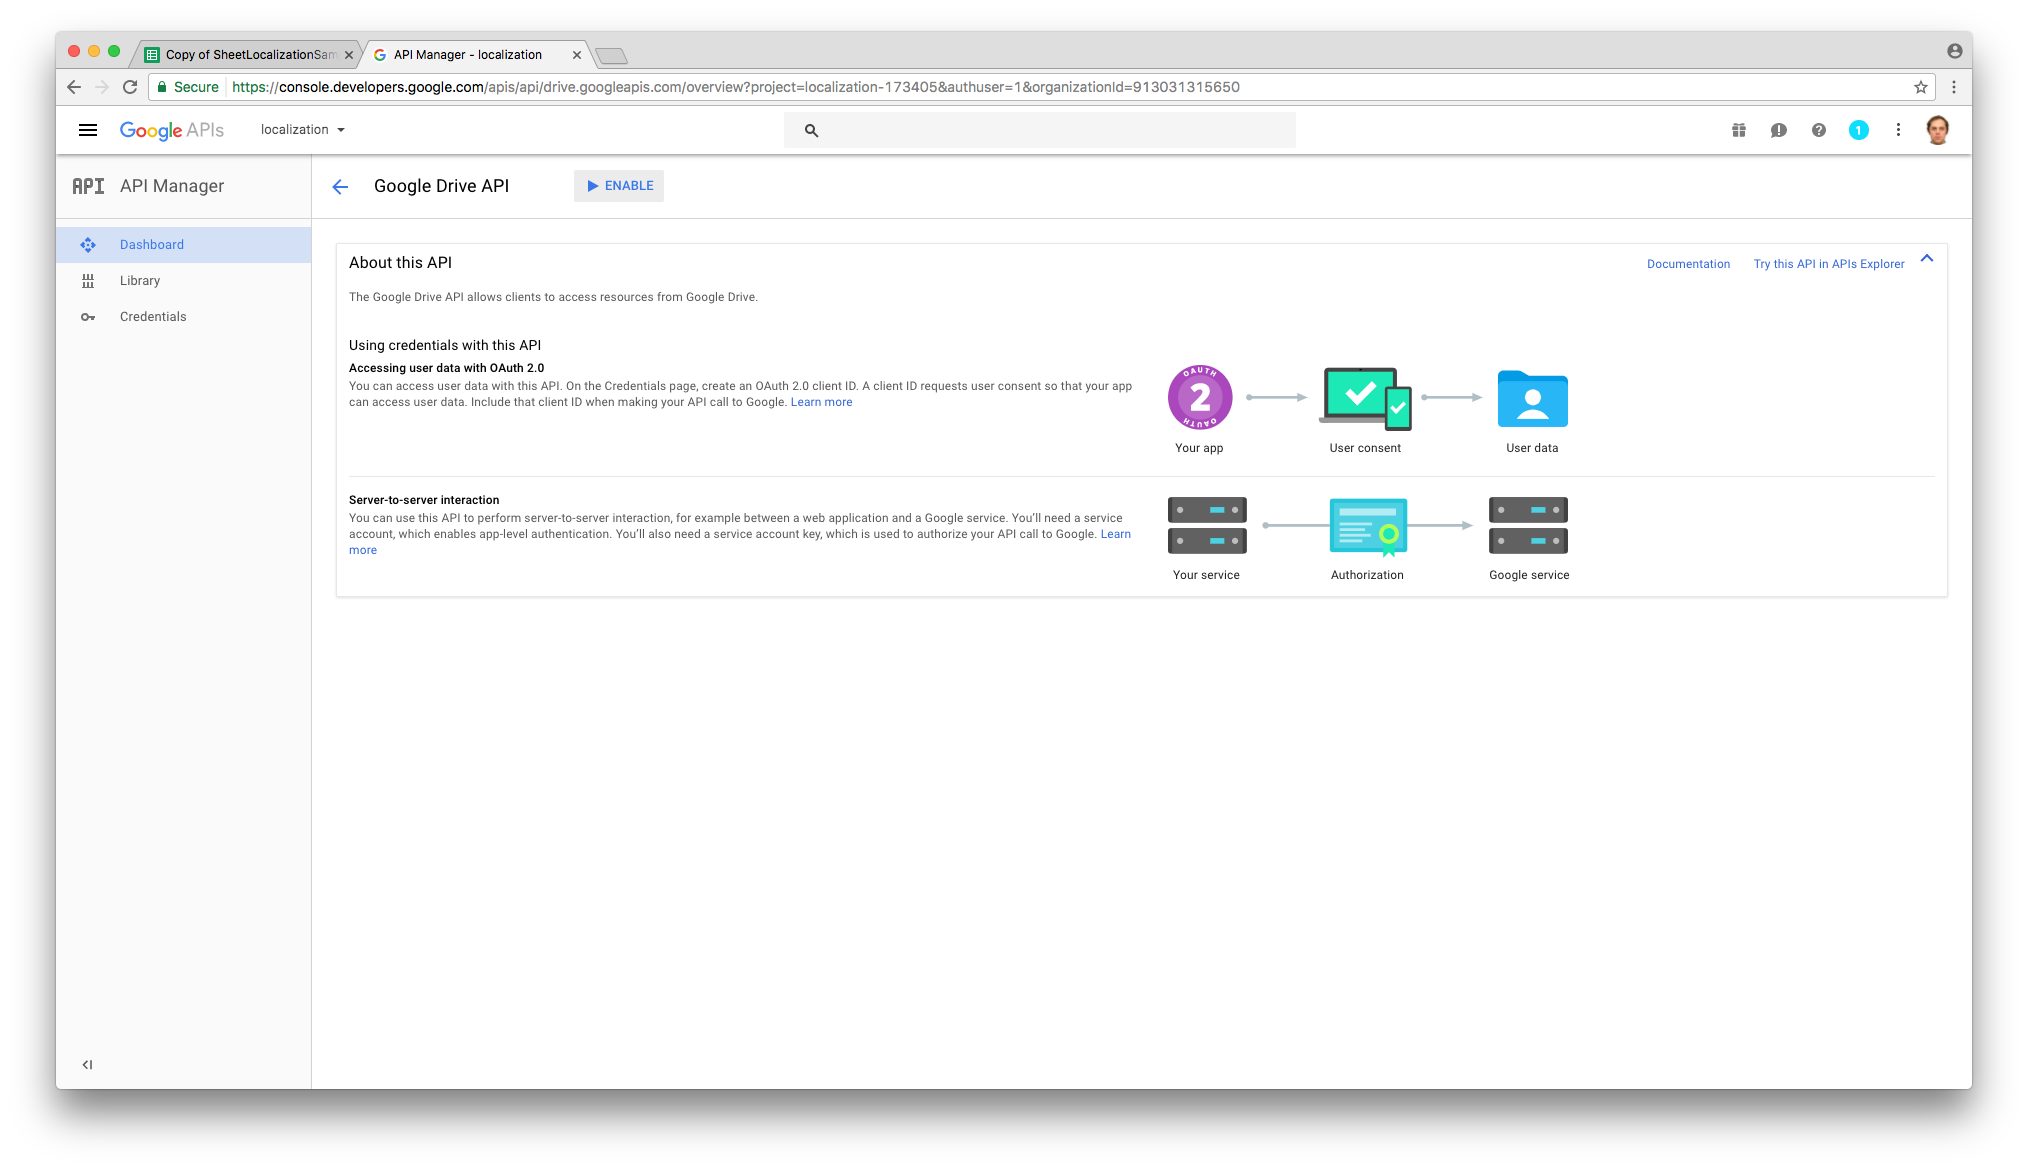 Copy of SheetLocalizationSam
API Manager - localization
Secure https://console.developers.google.com/apis/api/drive.googleapis.com/overview?project=localization-173405&authuser=1&organizationId=913031315650
Google APIs localization
1
API API Manager
Google Drive API
ENABLE
Dashboard
Library
Credentials
About this API
Documentation
Try this API in APIs Explorer
The Google Drive API allows clients to access resources from Google Drive.
Using credentials with this API
Accessing user data with OAuth 2.0
You can access user data with this API. On the Credentials page, create an OAuth 2.0 client ID. A client ID requests user consent so that your app
can access user data. Include that client ID when making your API call to Google. Learn more
OAUTH
2
OAUTH
Your app
User consent
User data
Server-to-server interaction
You can use this API to perform server-to-server interaction, for example between a web application and a Google service. You'll need a service
account, which enables app-level authentication. You'll also need a service account key, which is used to authorize your API call to Google. Learn
more
Your service
Authorization
Google service